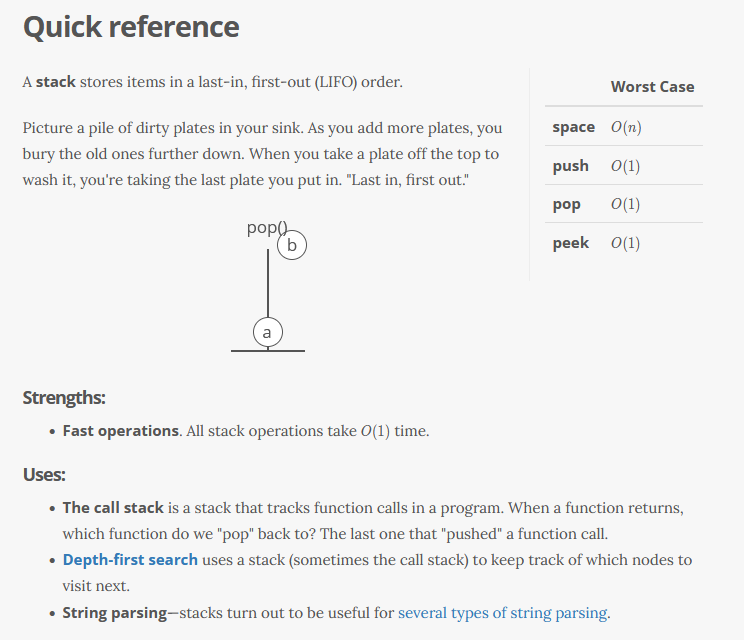 Quick reference
A stack stores items in a last-in, first-out (LIFO) order.
Picture a pile of dirty plates in your sink. As you add more plates, you
bury the old ones further down. When you take a plate off the top to
wash it, you're taking the last plate you put in. "Last in, first out."
Worst Case
space O(n)
push O(1)
pop O(1)
peek O(1)
pop()
b
a
Strengths:
• Fast operations. All stack operations take O(1) time.
Uses:
• The call stack is a stack that tracks function calls in a program. When a function returns,
which function do we "pop" back to? The last one that "pushed" a function call.
• Depth-first search uses a stack (sometimes the call stack) to keep track of which nodes to
visit next.
• String parsing—stacks turn out to be useful for several types of string parsing.